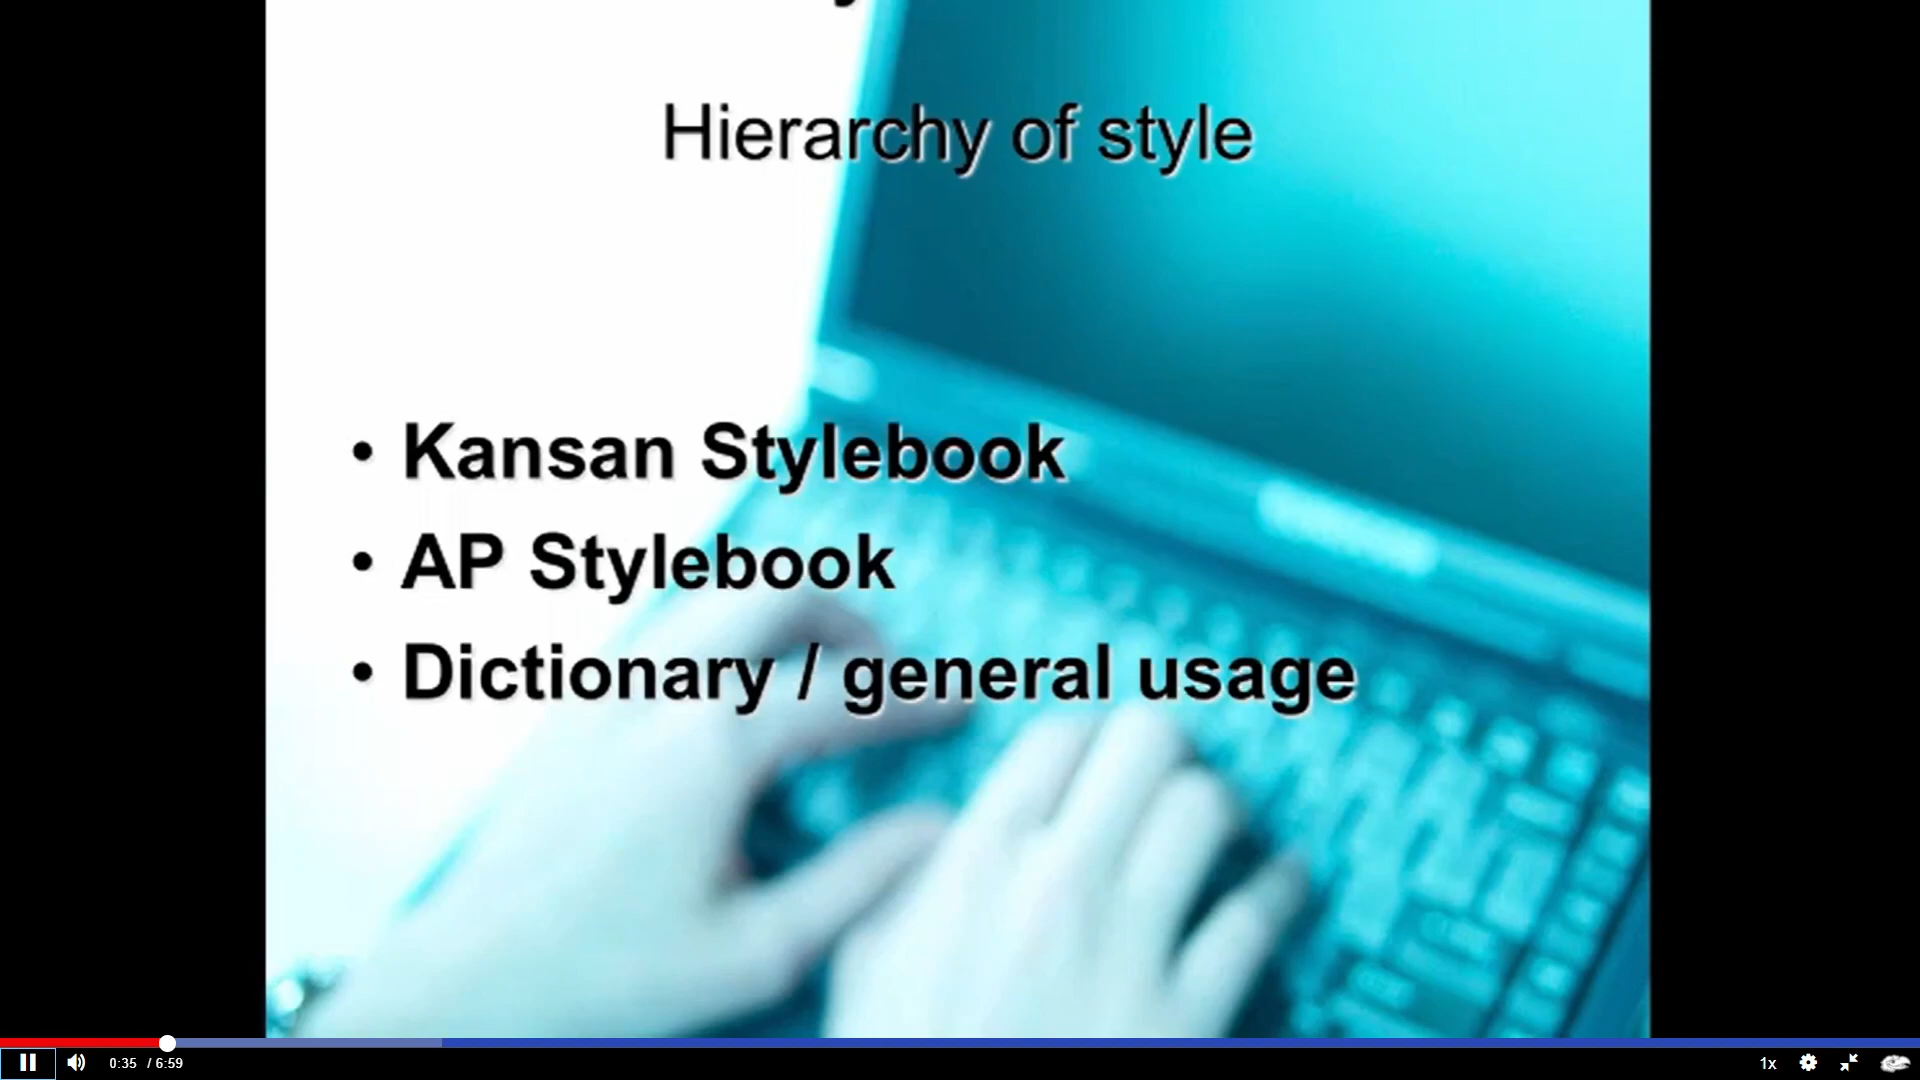 Hierarchy of style
• Kansan Stylebook
• AP Stylebook
• Dictionary / general usage
0:35 / 6:59
1x